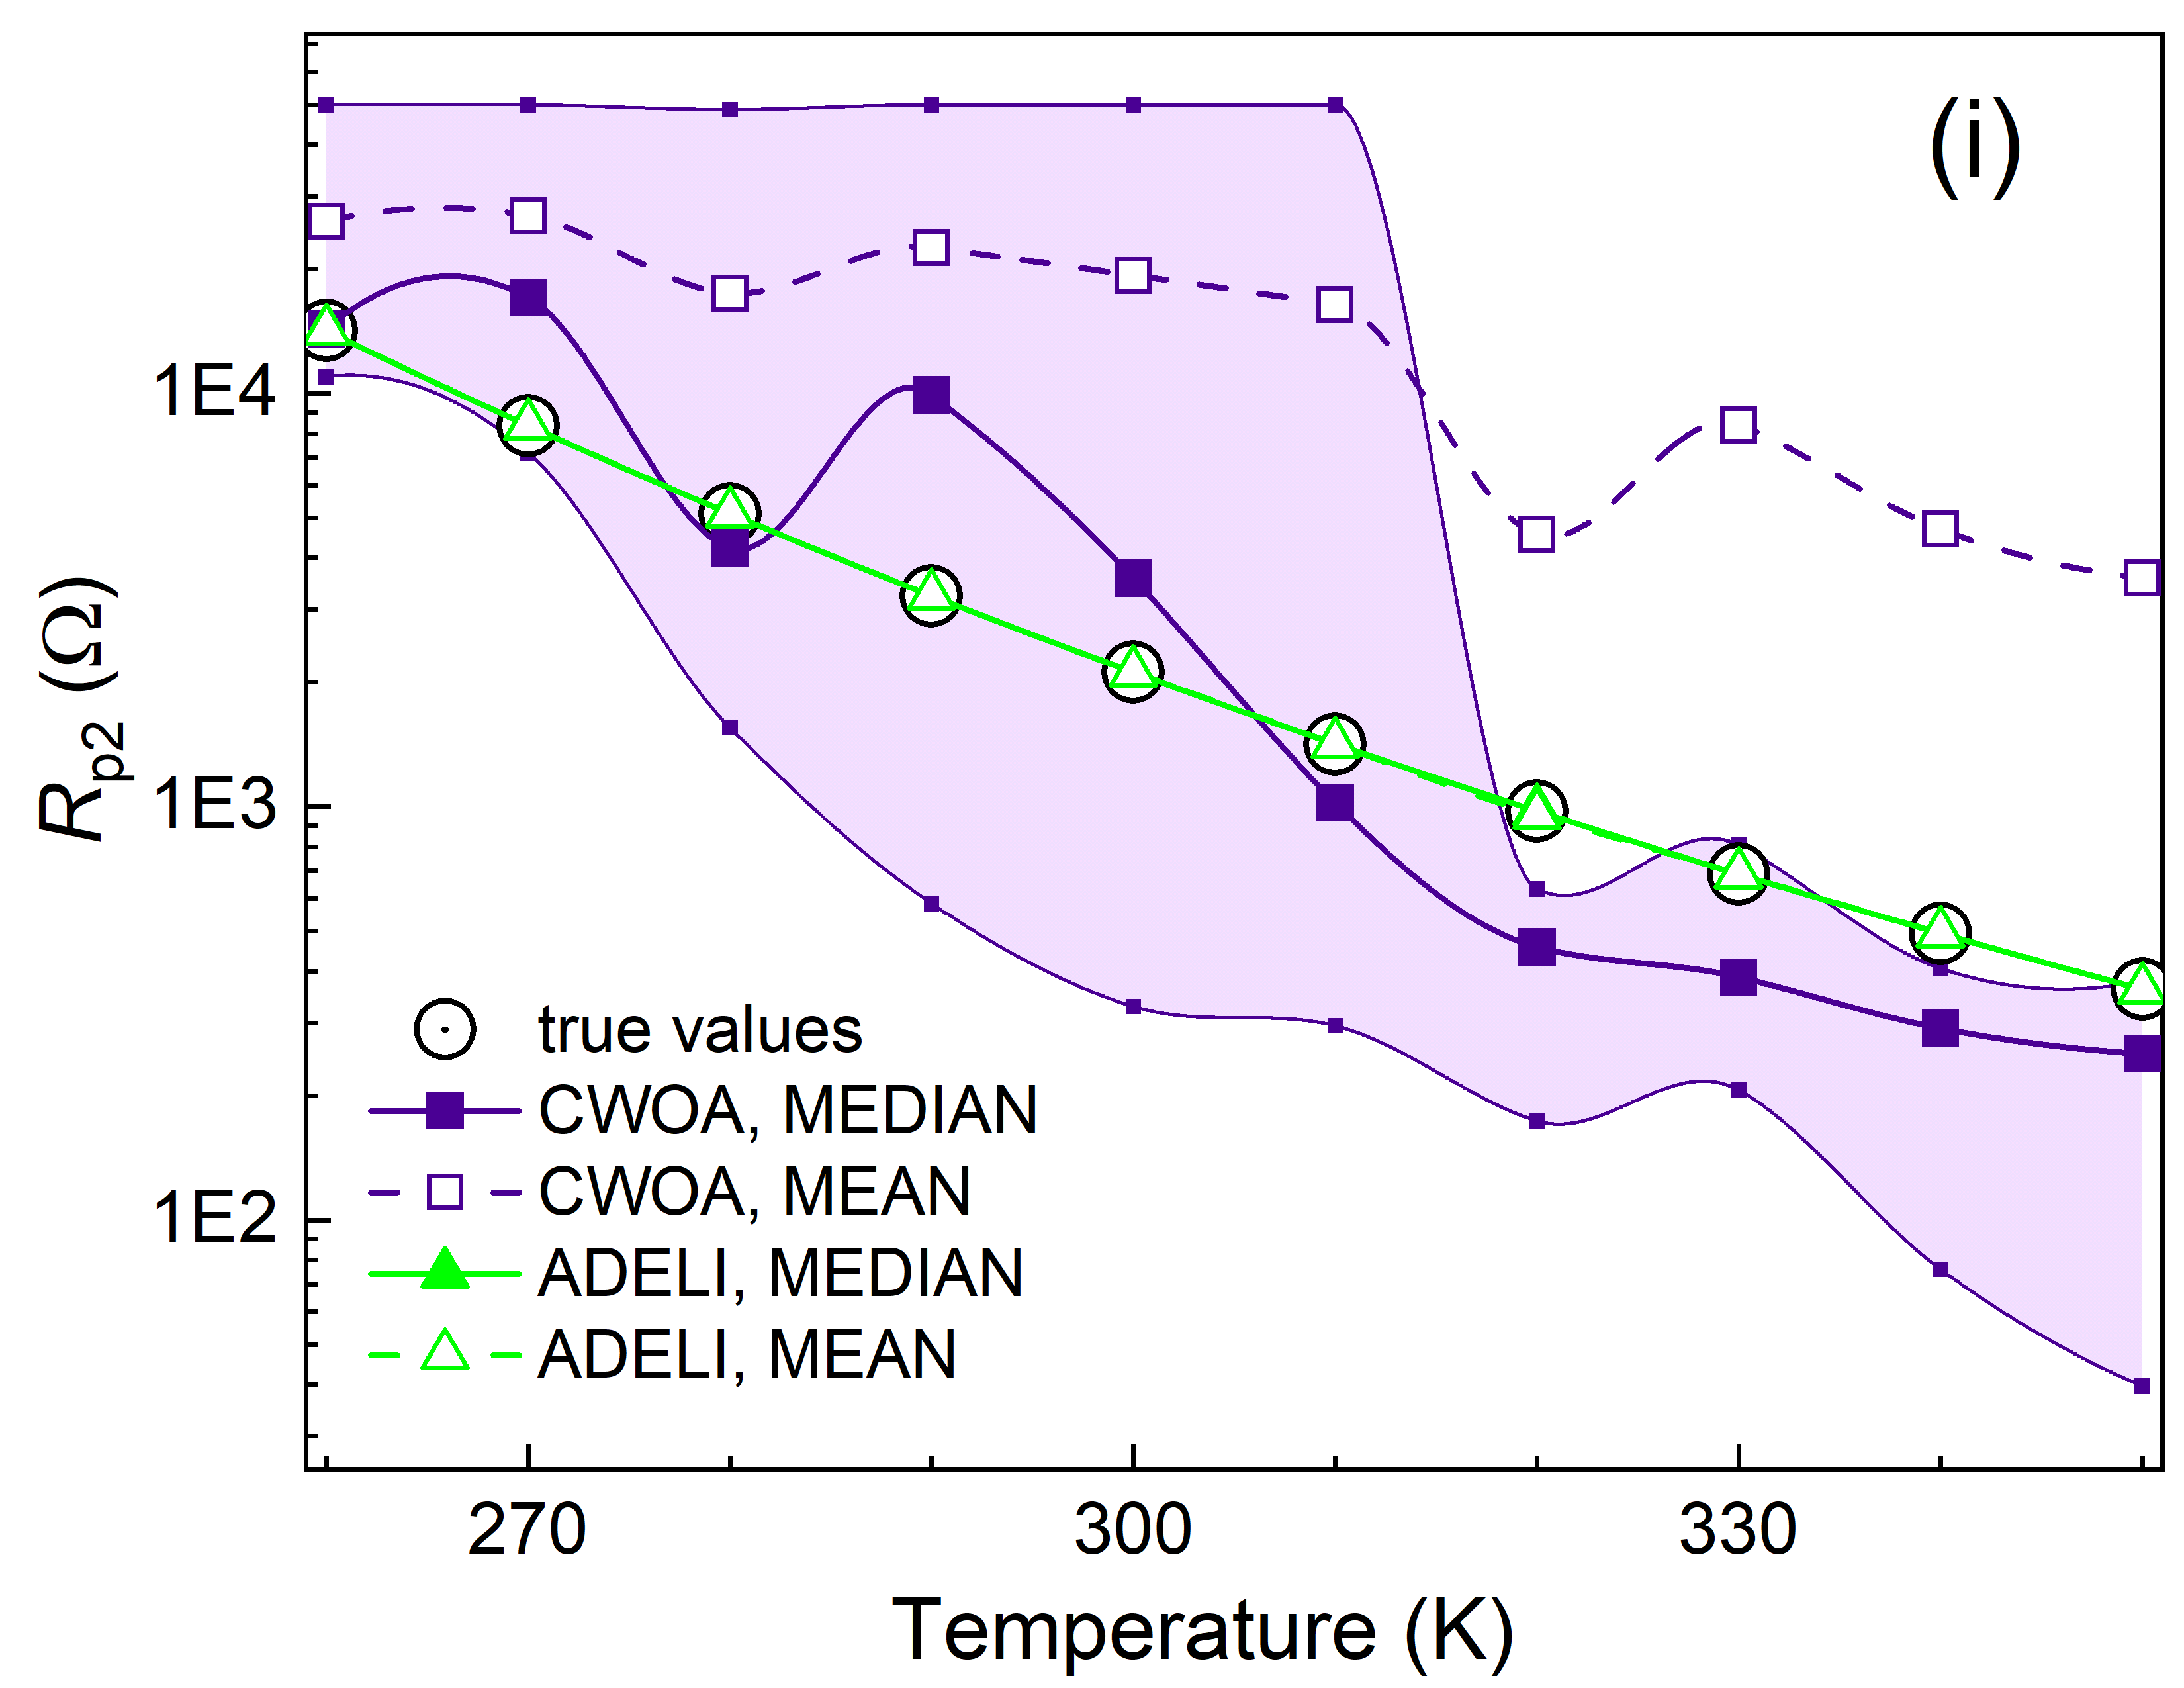 (i)
1E4
1E3
1E2
Rp2 (Ω)
true values
CWOA, MEDIAN
CWOA, MEAN
ADELI, MEDIAN
ADELI, MEAN
270 300 330
Temperature (K)